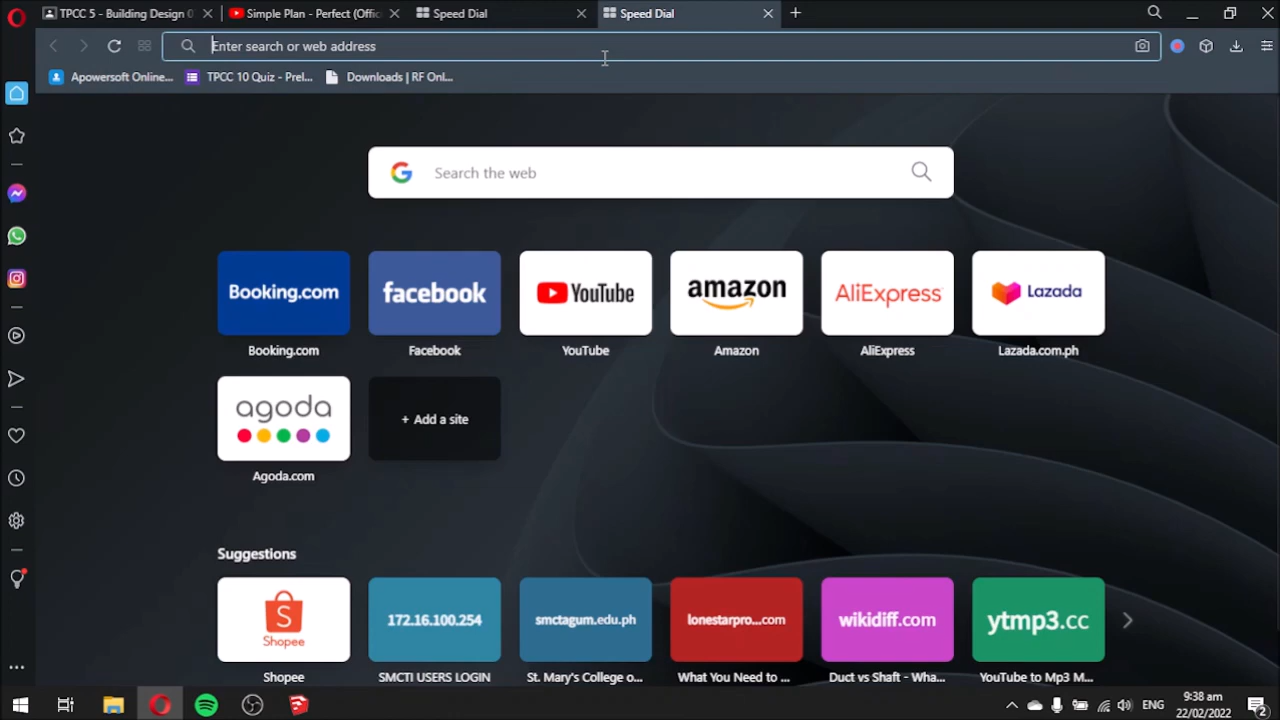 TPCC 5 - Building Design
Simple Plan - Perfect (Offic
Speed Dial
Speed Dial
Enter search or web address
Apowersoft Online...
TPCC 10 Quiz - Prel...
Downloads | RF Onl...
Search the web
Booking.com
facebook
YouTube
amazon
AliExpress
Lazada
Booking.com
Facebook
YouTube
Amazon
AliExpress
Lazada.com.ph
agoda
+ Add a site
Agoda.com
Suggestions
Shopee
172.16.100.254
smctagum.edu.ph
lonestarpro...com
wikidiff.com
ytmp3.cc
Shopee
SMCTI USERS LOGIN
St. Mary's College o...
What You Need to ...
Duct vs Shaft - Wha...
YouTube to Mp3 M...
ENG
9:38 am
22/02/2022
2